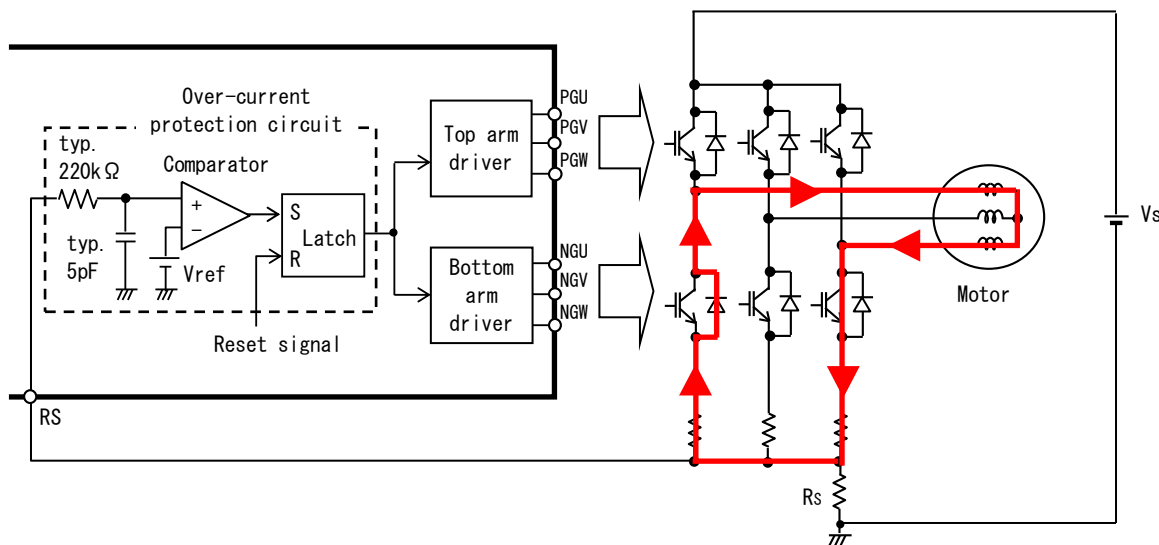 Over-current
protection circuit
typ.
220kΩ
Comparator
+
−
typ.
5pF
Vref
S
Latch
R
Reset signal
RS
Top arm
driver
Bottom
arm
driver
PGU
PGV
PGW
NGU
NGV
NGW
Motor
Vs
Rs